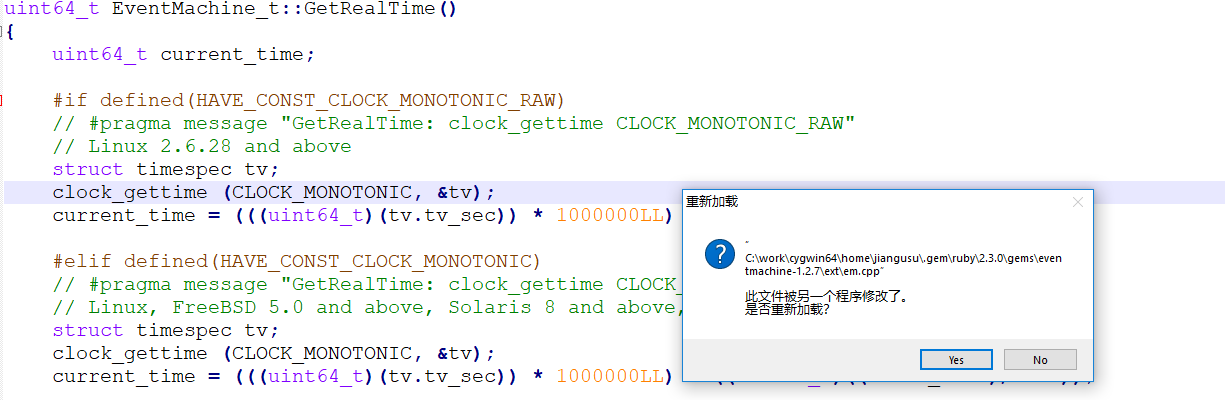 uint64_t EventMachine_t::GetRealTime()
{
uint64_t current_time;
#if defined(HAVE_CONST_CLOCK_MONOTONIC_RAW)
// #pragma message "GetRealTime: clock_gettime CLOCK_MONOTONIC_RAW"
// Linux 2.6.28 and above
struct timespec tv;
clock_gettime (CLOCK_MONOTONIC, &tv);
current_time = (((uint64_t)(tv.tv_sec)) * 1000000LL)
#elif defined(HAVE_CONST_CLOCK_MONOTONIC)
// #pragma message "GetRealTime: clock_gettime CLOCK_
// Linux, FreeBSD 5.0 and above, Solaris 8 and above,
struct timespec tv;
clock_gettime (CLOCK_MONOTONIC, &tv);
current_time = (((uint64_t)(tv.tv_sec)) * 1000000LL)
重新加载
"
C:\work\cygwin64\home\jiangusu\.gem\ruby\2.3.0\gems\eve
ntmachine-1.2.7\ext\em.cpp"
此文件被另一个程序修改了。
是否重新加载?
Yes
No